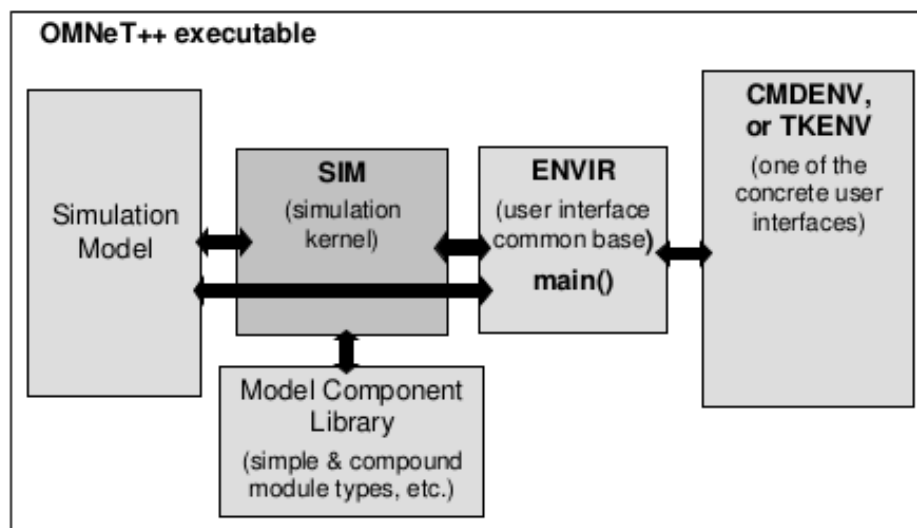 OMNeT++ executable
Simulation
Model
SIM
(simulation
kernel)
ENVIR
(user interface
common base)
main()
CMDENV,
or TKENV
(one of the
concrete user
interfaces)
Model Component
Library
(simple & compound
module types, etc.)